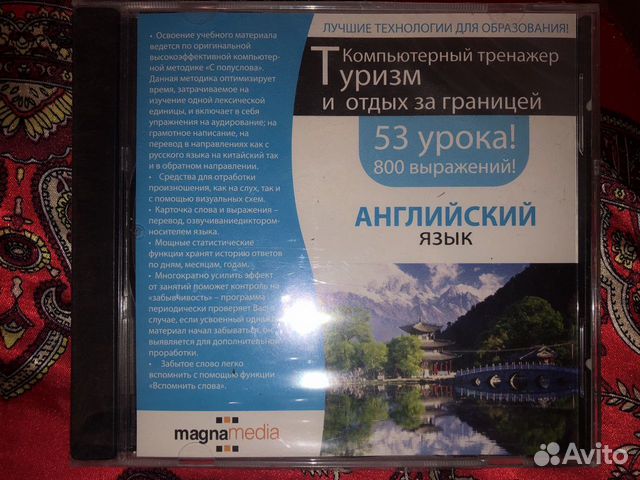 • Освоение учебного материала
ведется по оригинальной
высокоэффективной компьютер-
ной методике «С полуслова».
Данная методика оптимизирует
время, затрачиваемое на
изучение одной лексической
единицы, и включает в себя
упражнения на аудирование; на
грамотное написание, на
перевод в направлениях как с
русского языка на китайский так
и в обратном направлении.
• Средства для отработки
произношения, как на слух, так и
с помощью визуальных схем.
• Карточка слова и выражения –
перевод, озвучиваниедиктором-
носителем языка.
• Мощные статистические
функции хранят историю ответов
по дням, месяцам, годам.
• Многократно усилить эффект
от занятий поможет контроль на
«забывчивость» – программа
периодически проверяет Вас
случае, если усвоенный
материал начал забываться,
выявляется для дополнительной
проработки.
• Забытое слово легко
вспомнить с помощью функции
«Вспомнить слова».
magnamedia
ЛУЧШИЕ ТЕХНОЛОГИИ ДЛЯ ОБРАЗОВАНИЯ!
Компьютерный тренажер
Туризм
и отдых за границей
53 урока!
800 выражений!
АНГЛИЙСКИЙ
ЯЗЫК
Avito